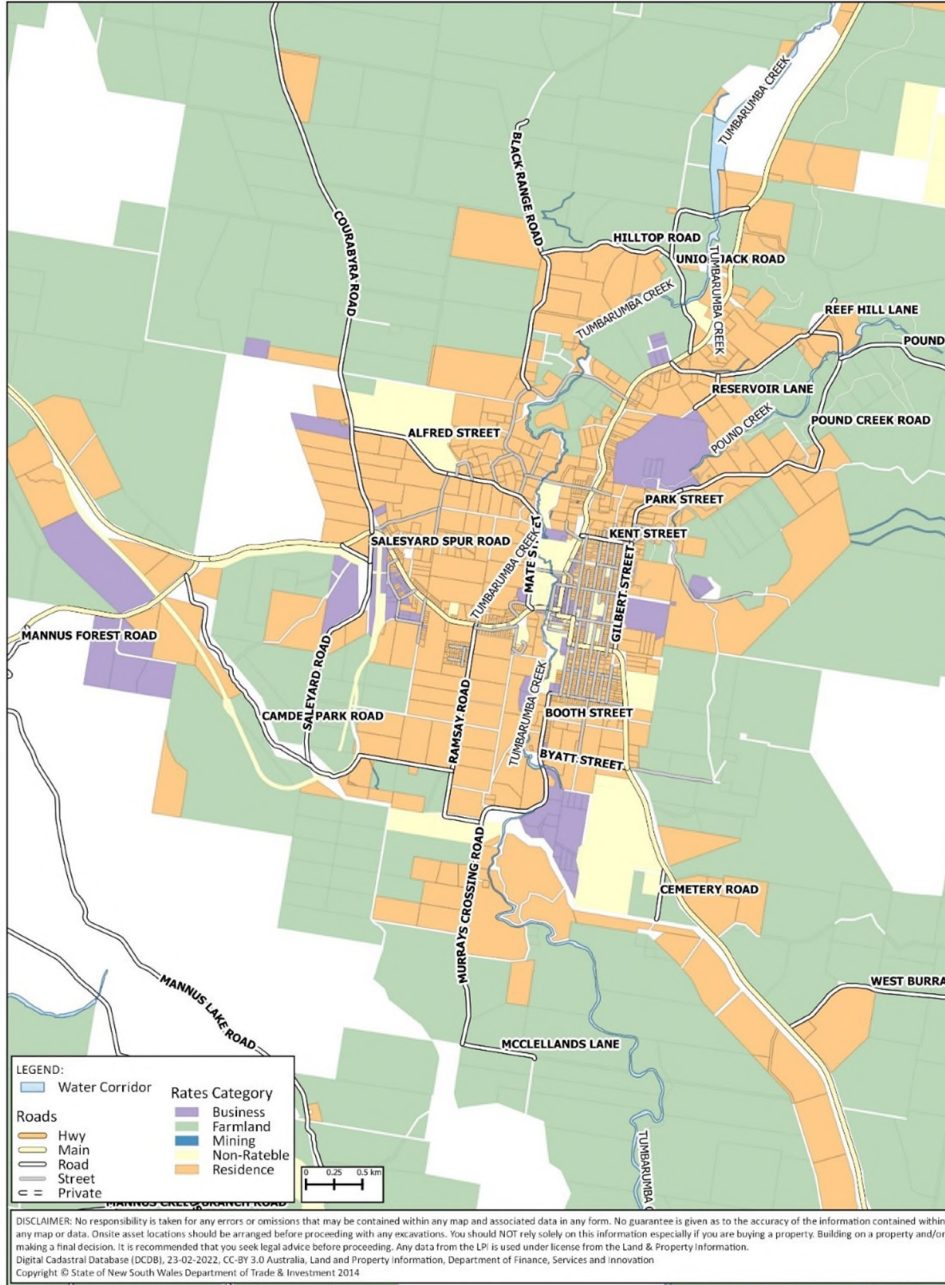 TUMBARUMBA CREEK
BLACK RANGE ROAD
COURABYRA ROAD
HILLTOP ROAD
UNION JACK ROAD
TUMBARUMBA CREEK
TUMBARUMBA CREEK
REEF HILL LANE
POUND
RESERVOIR LANE
POUND CREEK
POUND CREEK ROAD
ALFRED STREET
PARK STREET
KENT STREET
SALESYARD SPUR ROAD
MATE
TUMBARUMBA CREEK
GILBERT STREET
MANNUS FOREST ROAD
SALEYARD ROAD
CAMDE PARK ROAD
RAMSAY ROAD
TUMBARUMBA CREEK
BOOTH STREET
BYATT STREET
MURRAYS CROSSING ROAD
CEMETERY ROAD
WEST BURRA
MANNUS LAKE ROAD
MCCLELLANDS LANE
TUMBARUMBA
LEGEND:
Water Corridor
Roads
Hwy
Main
Road
Street
Private
Rates Category
Business
Farmland
Mining
Non-Rateble
Residence
0 0.25 0.5 km
MANNUS CREEK BRANCH ROAD
DISCLAIMER: No responsibility is taken for any errors or omissions that may be contained within any map and associated data in any form. No guarantee is given as to the accuracy of the information contained within
any map or data. Onsite asset locations should be arranged before proceeding with any excavations. You should NOT rely solely on this information especially if you are buying a property. Building on a property and/or
making a final decision. It is recommended that you seek legal advice before proceeding. Any data from the LPI is used under license from the Land & Property Information.
Digital Cadastral Database (DCDB), 23-02-2022, CC-BY 3.0 Australia, Land and Property Information, Department of Finance, Services and Innovation
Copyright © State of New South Wales Department of Trade & Investment 2014